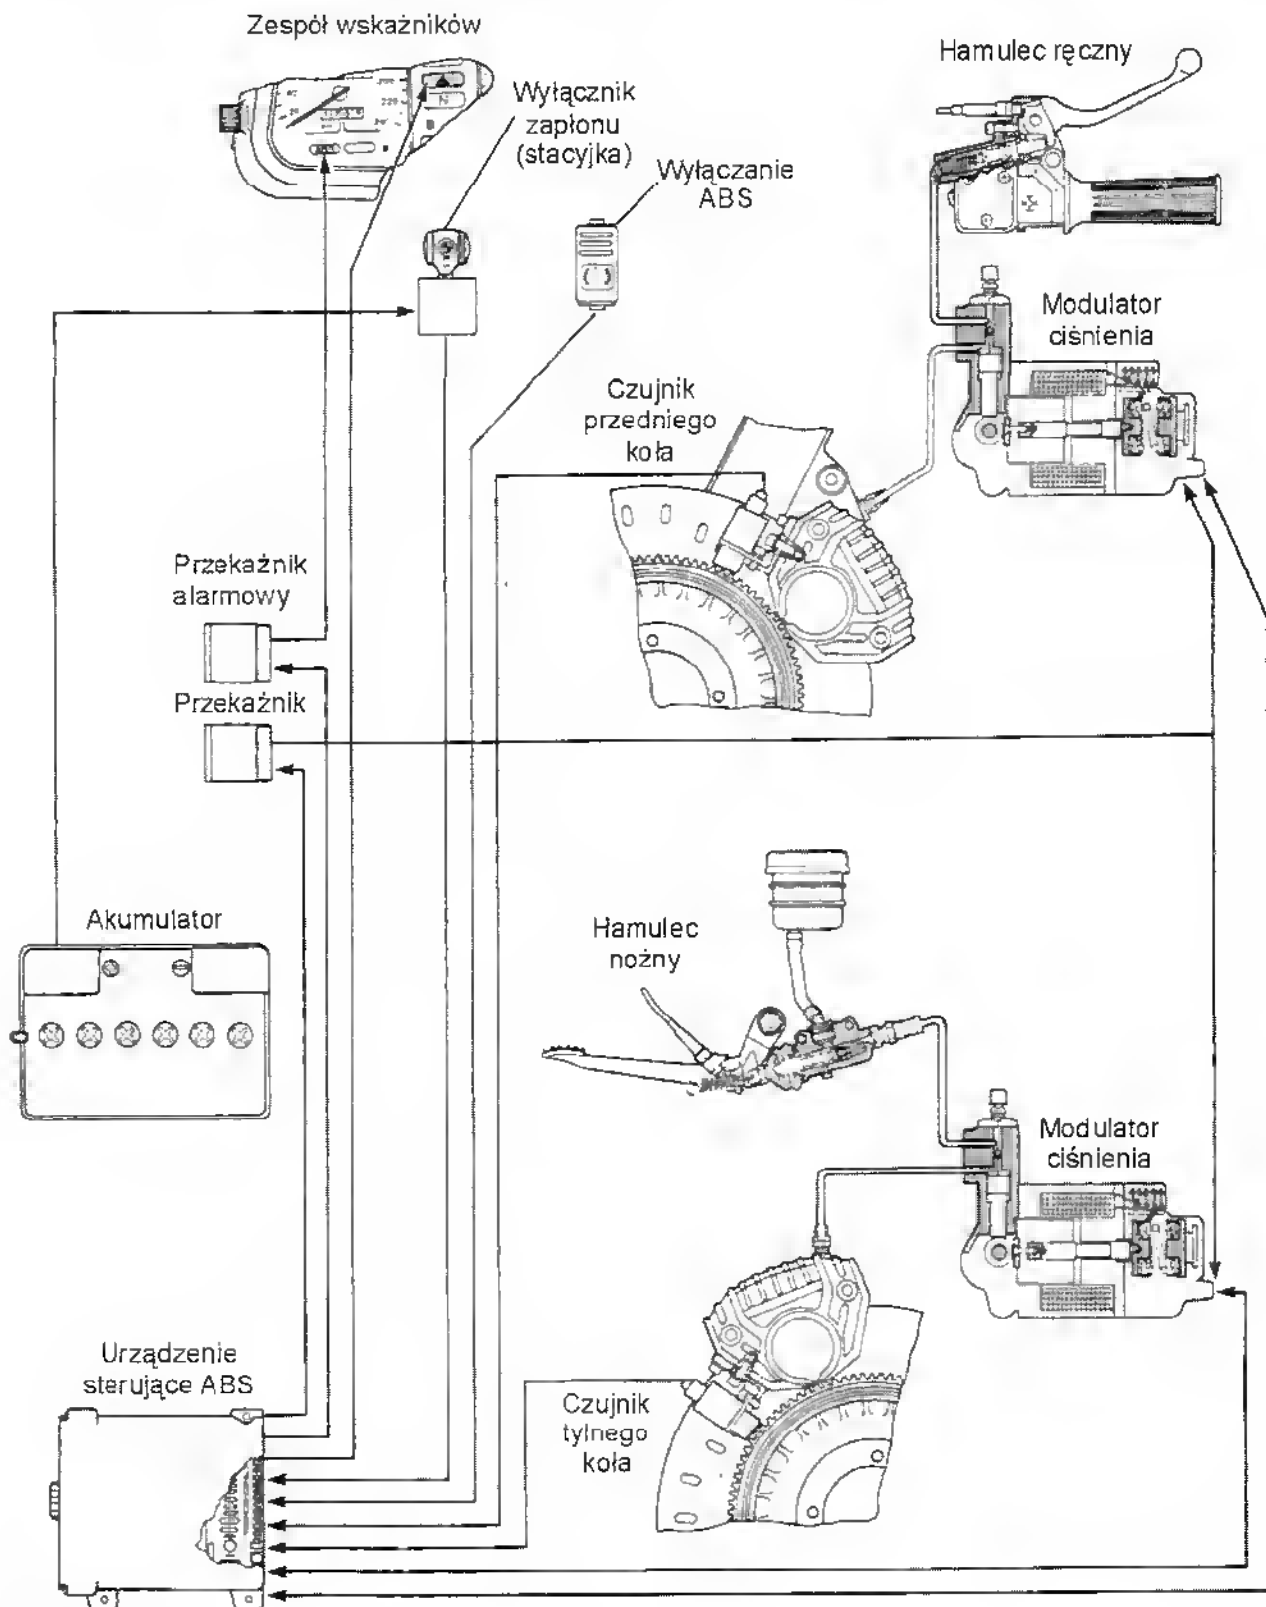 Zespół wskaźników
Hamulec ręczny
Wyłącznik
zapłonu
(stacyjka)
Wyłączanie
ABS
Modulator
ciśnienia
Czujnik
przedniego
koła
Przekaźnik
alarmowy
Przekaźnik
Akumulator
Hamulec
nożny
Modulator
ciśnienia
Urządzenie
sterujące ABS
Czujnik
tylnego
koła